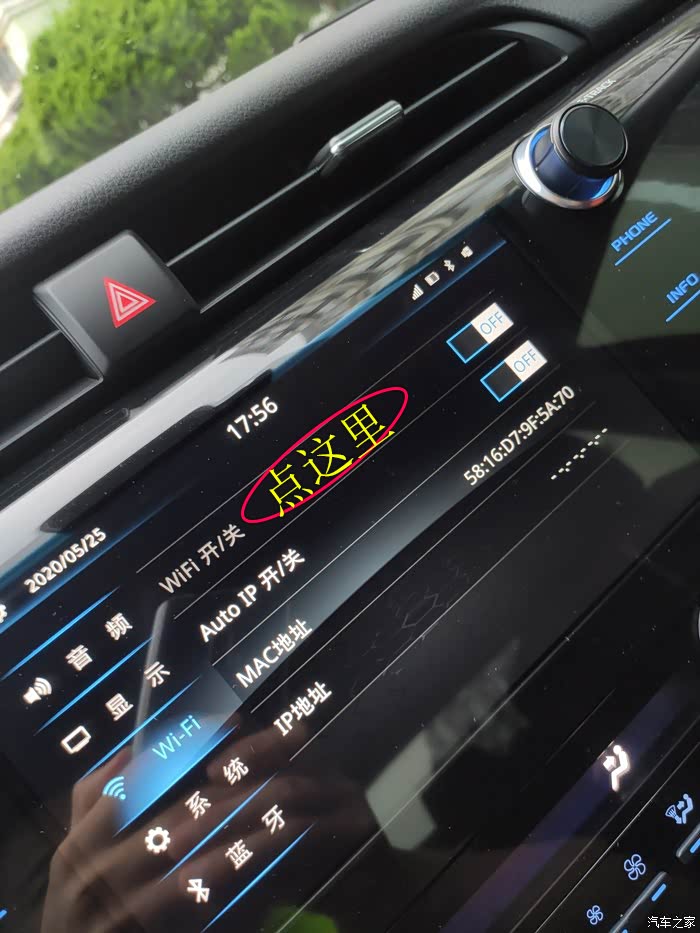 TRACK
PHONE
INFO
17:56
2020/05/25
点这里
WiFi 开/关
OFF
Auto IP 开/关
OFF
MAC地址
58:16:D7:9F:5A:70
IP地址
--.--.--.--
音频
显示
Wi-Fi
系统
蓝牙
汽车之家